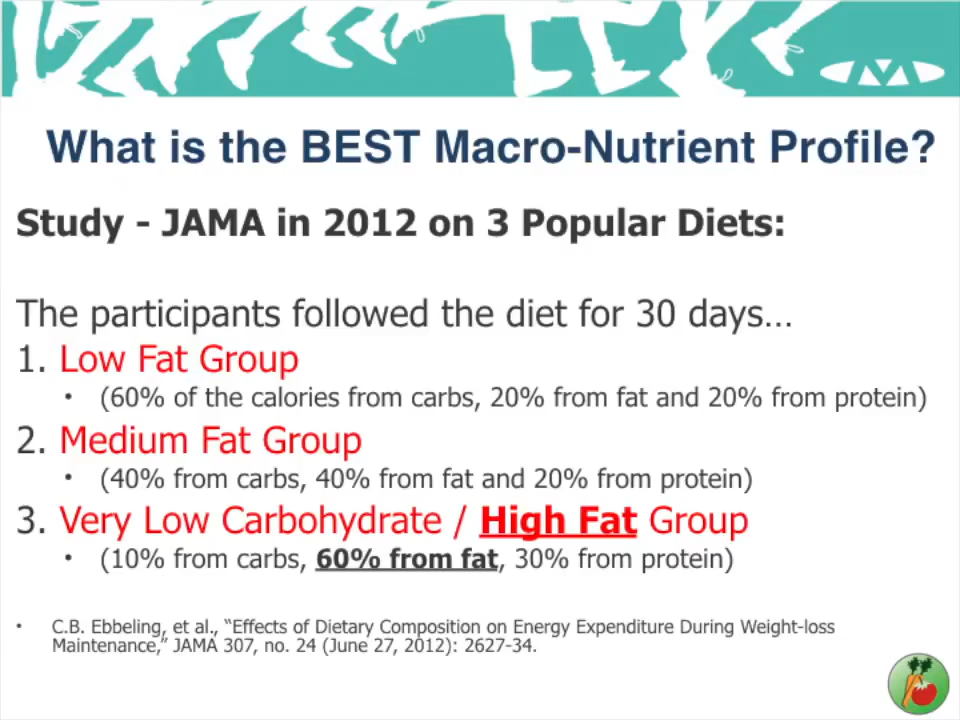 What is the BEST Macro-Nutrient Profile?
Study - JAMA in 2012 on 3 Popular Diets:
The participants followed the diet for 30 days...
1. Low Fat Group
• (60% of the calories from carbs, 20% from fat and 20% from protein)
2. Medium Fat Group
• (40% from carbs, 40% from fat and 20% from protein)
3. Very Low Carbohydrate / High Fat Group
• (10% from carbs, 60% from fat, 30% from protein)
• C.B. Ebbeling, et al., “Effects of Dietary Composition on Energy Expenditure During Weight-loss
Maintenance,” JAMA 307, no. 24 (June 27, 2012): 2627-34.